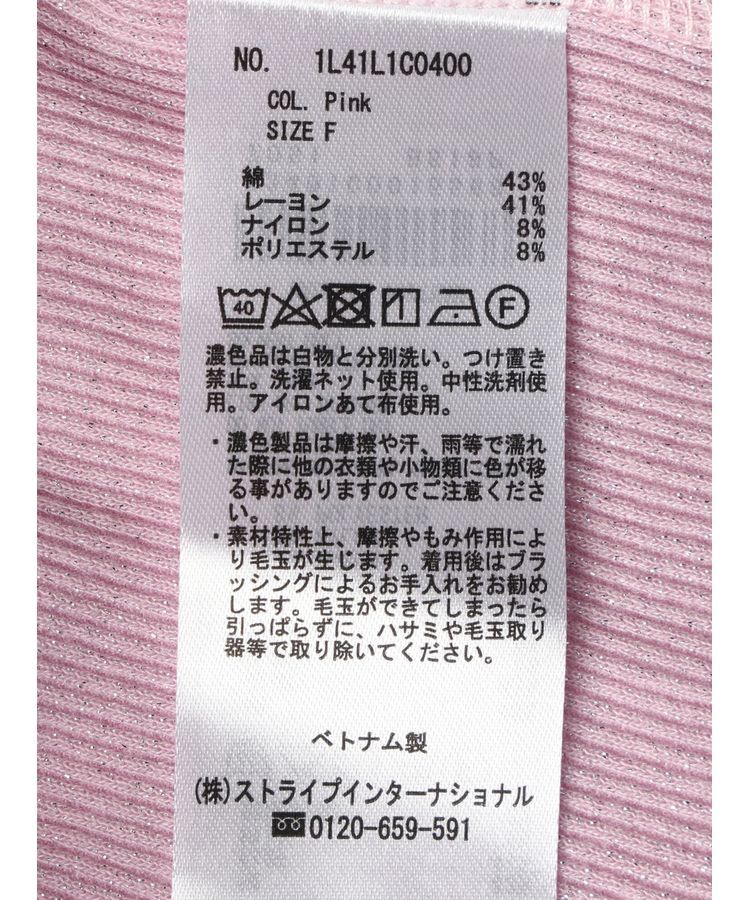 NO. 1L41L1C0400
COL. Pink
SIZE F
綿 43%
レーヨン 41%
ナイロン 8%
ポリエステル 8%
40 F
濃色品は白物と分別洗い。つけ置き
禁止。洗濯ネット使用。中性洗剤使
用。アイロンあて布使用。
・濃色製品は摩擦や汗、雨等で濡れ
た際に他の衣類や小物類に色が移
る事がありますのでご注意くださ
い。
・素材特性上、摩擦やもみ作用によ
り毛玉が生じます。着用後はブラ
ッシングによるお手入れをお勧め
します。毛玉ができてしまったら
引っぱらずに、ハサミや毛玉取り
器等で取り除いてください。
ベトナム製
(株)ストライプインターナショナル
0120-659-591